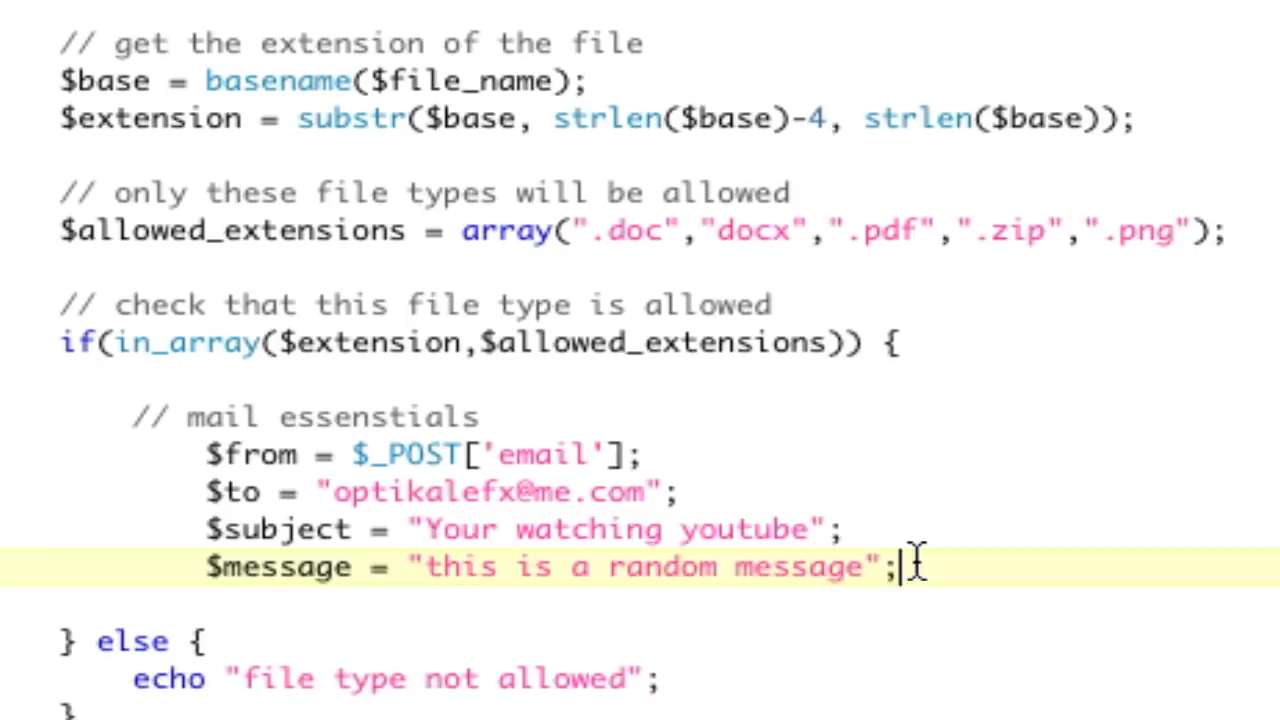 // get the extension of the file
$base = basename($file_name);
$extension = substr($base, strlen($base)-4, strlen($base));
// only these file types will be allowed
$allowed_extensions = array(".doc","docx",".pdf",".zip",".png");
// check that this file type is allowed
if(in_array($extension,$allowed_extensions)) {
// mail essenstials
$from = $_POST['email'];
$to = "optikalefx@me.com";
$subject = "Your watching youtube";
$message = "this is a random message";
} else {
echo "file type not allowed";
}